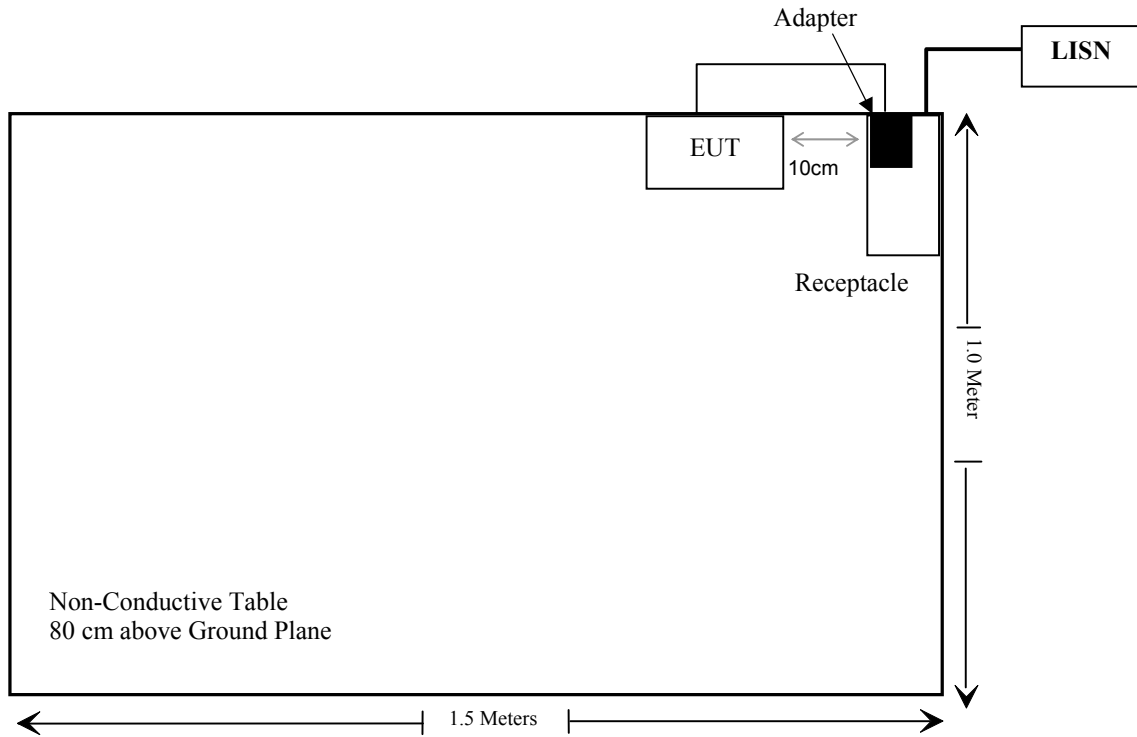 Adapter
LISN
EUT
10cm
Receptacle
1.0 Meter
Non-Conductive Table
80 cm above Ground Plane
1.5 Meters